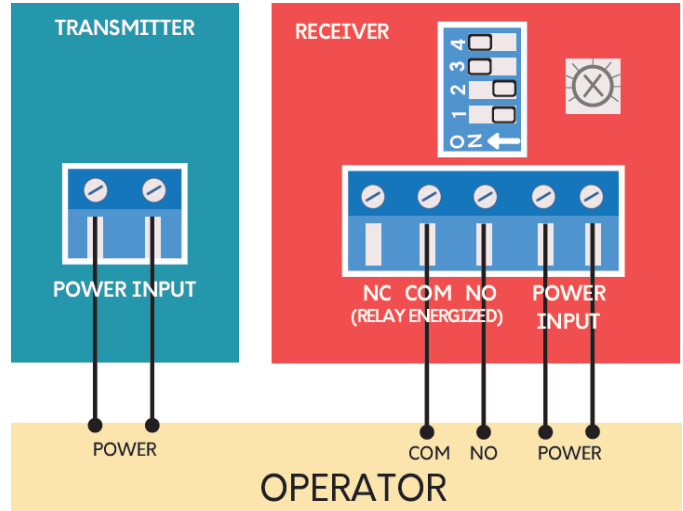 TRANSMITTER
POWER INPUT
RECEIVER
4
3
2
1
ON
NC COM NO
(RELAY ENERGIZED)
POWER
INPUT
POWER
COM NO POWER
OPERATOR